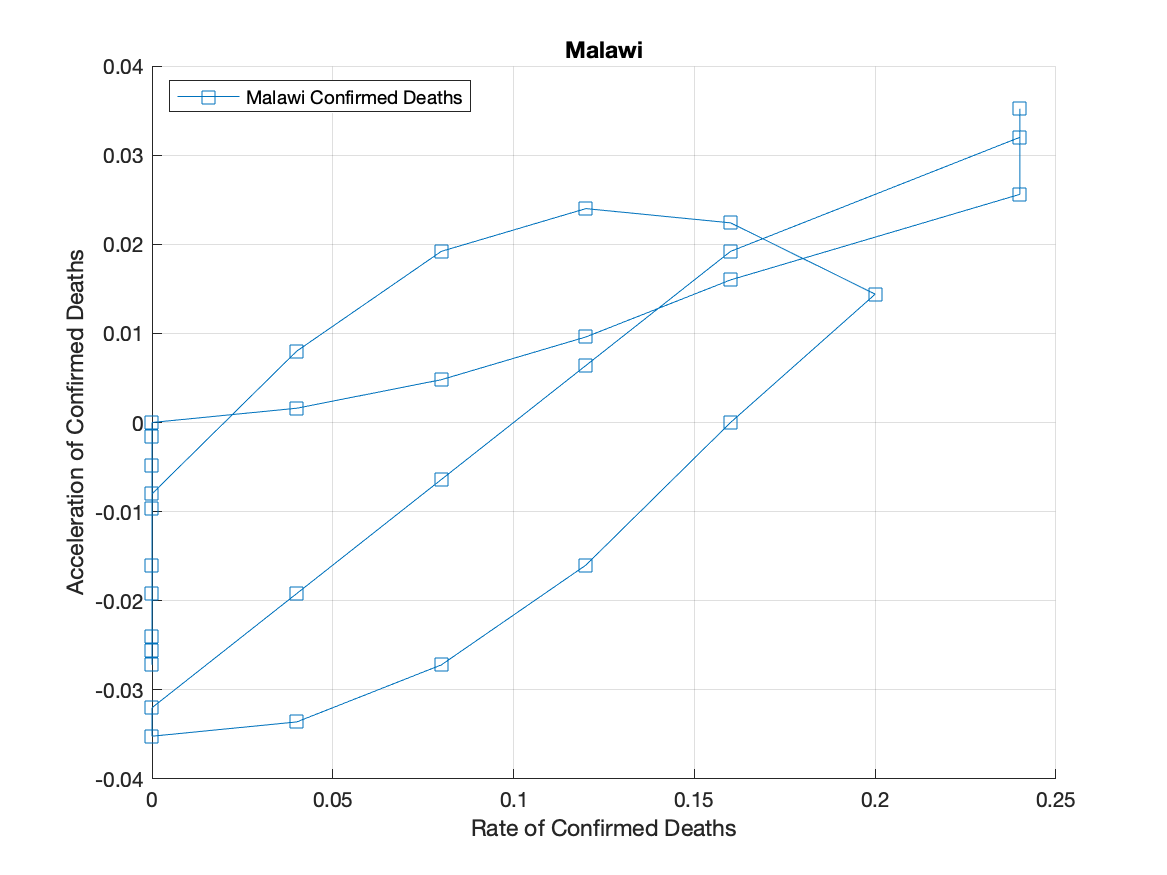 Malawi
Malawi Confirmed Deaths
0.04
0.03
0.02
0.01
0
-0.01
-0.02
-0.03
-0.04
Acceleration of Confirmed Deaths
0 0.05 0.1 0.15 0.2 0.25
Rate of Confirmed Deaths